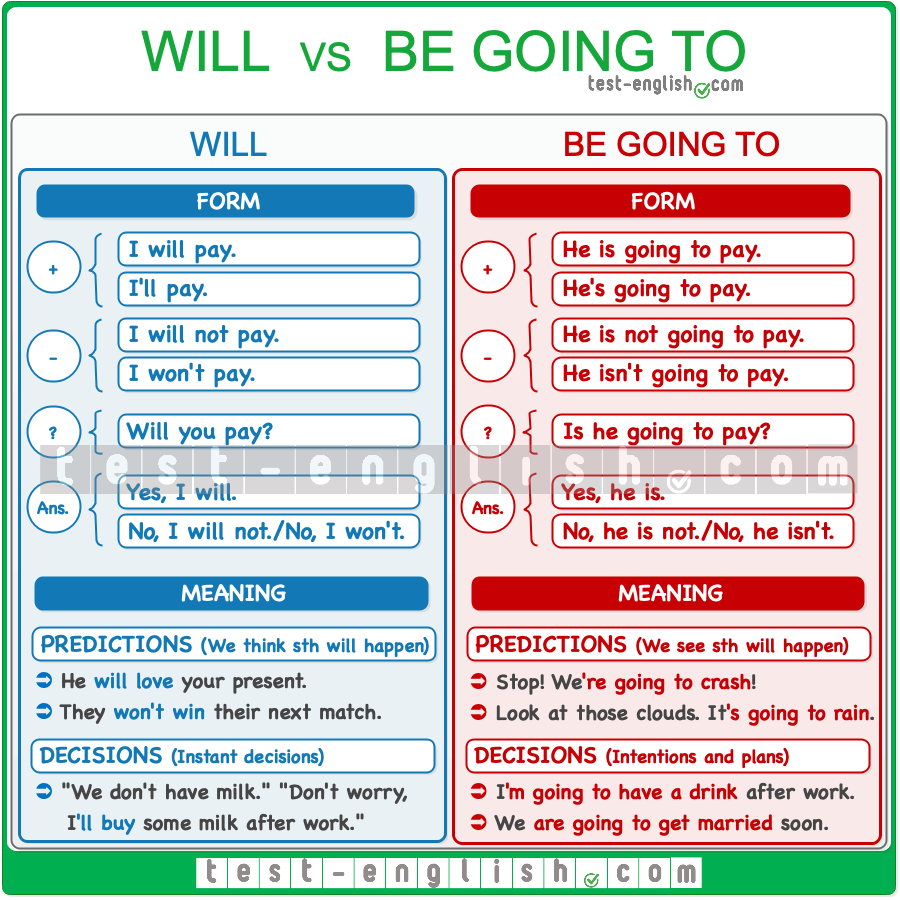 WILL vs BE GOING TO
test-english.com
WILL
FORM
+
I will pay.
I'll pay.
-
I will not pay.
I won't pay.
?
Will you pay?
Ans.
Yes, I will.
No, I will not./No, I won't.
MEANING
PREDICTIONS (We think sth will happen)
He will love your present.
They won't win their next match.
DECISIONS (Instant decisions)
"We don't have milk." "Don't worry,
I'll buy some milk after work."
BE GOING TO
FORM
+
He is going to pay.
He's going to pay.
-
He is not going to pay.
He isn't going to pay.
?
Is he going to pay?
Ans.
Yes, he is.
No, he is not./No, he isn't.
MEANING
PREDICTIONS (We see sth will happen)
Stop! We're going to crash!
Look at those clouds. It's going to rain.
DECISIONS (Intentions and plans)
I'm going to have a drink after work.
We are going to get married soon.
test-english.com
test-english.com